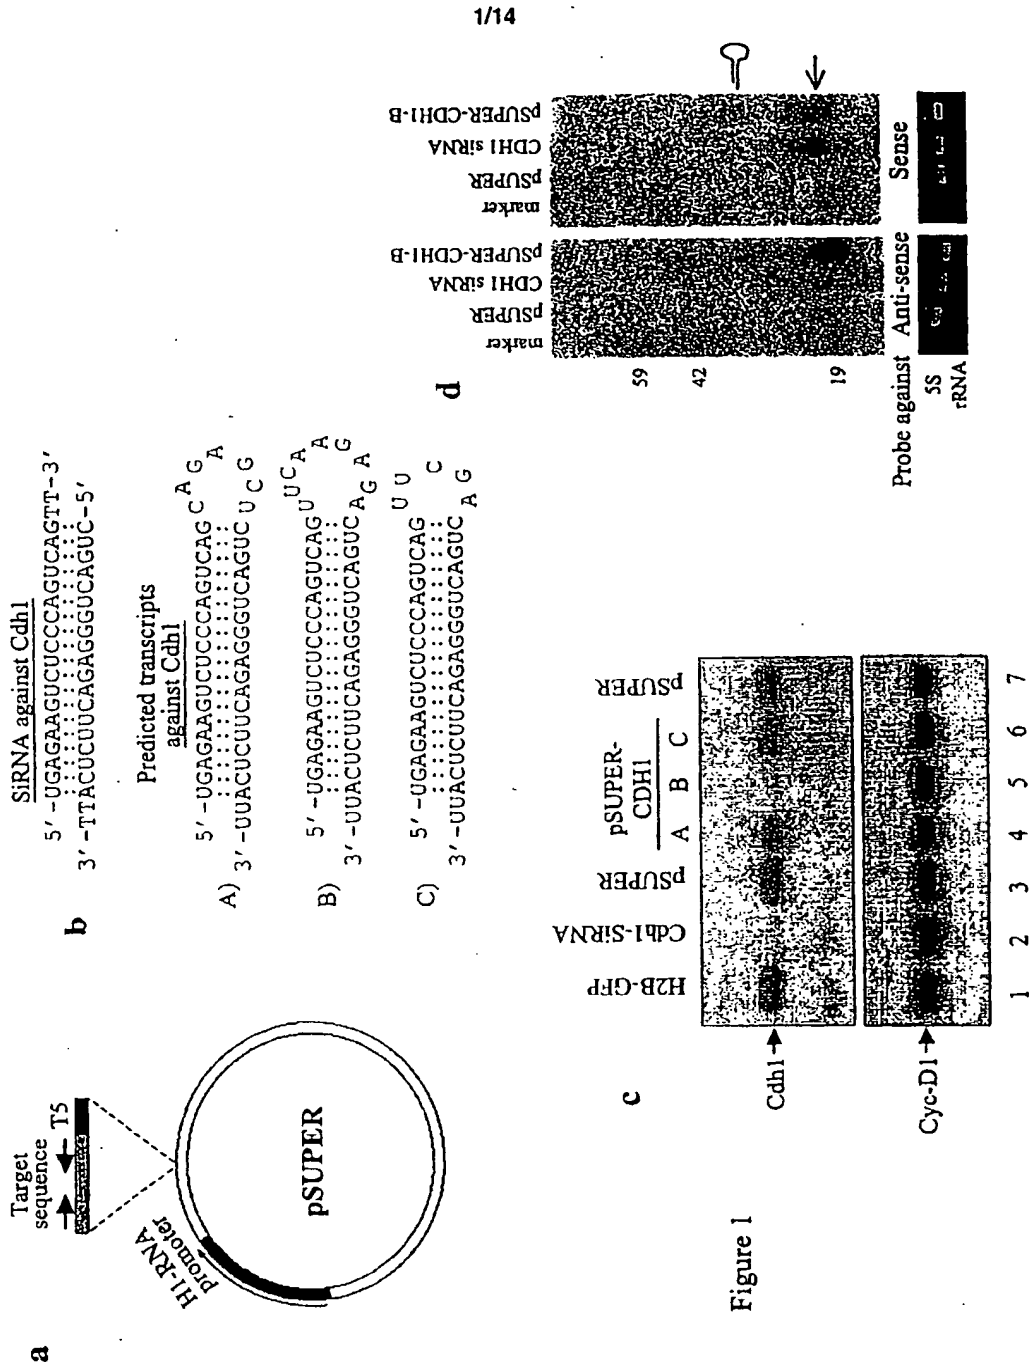 1/14
a
Target
sequence
T5
H1-RNA
promoter
pSUPER
b
SiRNA against Cdh1
5'-UGAGAAGUCUCCCAGUCAGTT-3'
3'-TTACUCUUCAGAGGGUCAGUC-5'
Predicted transcripts
against Cdh1
A)
5'-UGAGAAGUCUCCCAGUCAG
C A G A
3'-UUACUCUUCAGAGGGUCAGUC
U C G
B)
5'-UGAGAAGUCUCCCAGUCAG
U U C A A G A G A
3'-UUACUCUUCAGAGGGUCAGUC
C)
5'-UGAGAAGUCUCCCAGUCAG
U U C A G A
3'-UUACUCUUCAGAGGGUCAGUC
c
H2B-GFP
Cdh1-SiRNA
pSUPER
pSUPER-
CDH1
A B C
pSUPER
Cdh1
Cyc-D1
1 2 3 4 5 6 7
d
marker
pSUPER
CDH1 siRNA
pSUPER-CDH1-B
marker
pSUPER
CDH1 siRNA
pSUPER-CDH1-B
59
42
19
Probe against Anti-sense Sense
5S
rRNA
Figure 1